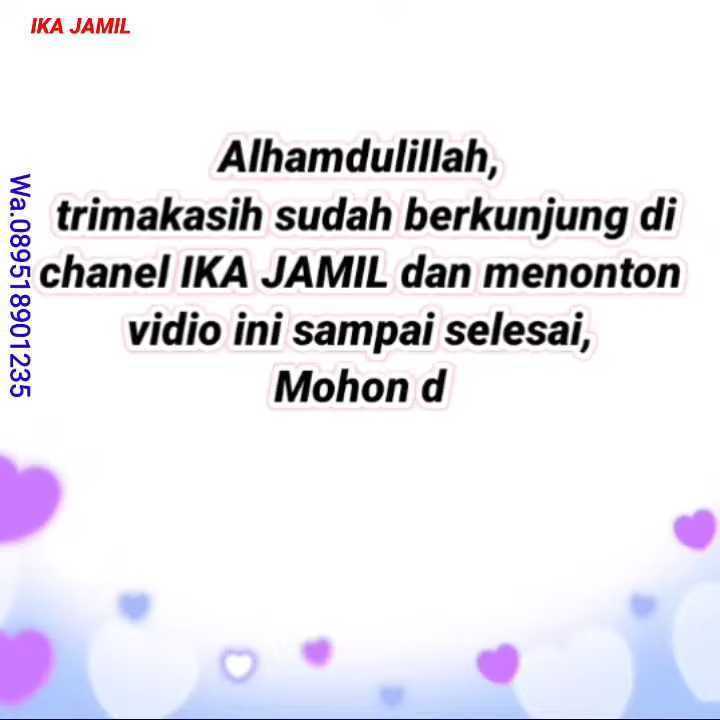 IKA JAMIL
Alhamdulillah,
trimakasih sudah berkunjung di
chanel IKA JAMIL dan menonton
vidio ini sampai selesai,
Mohon d
Wa.089518901235